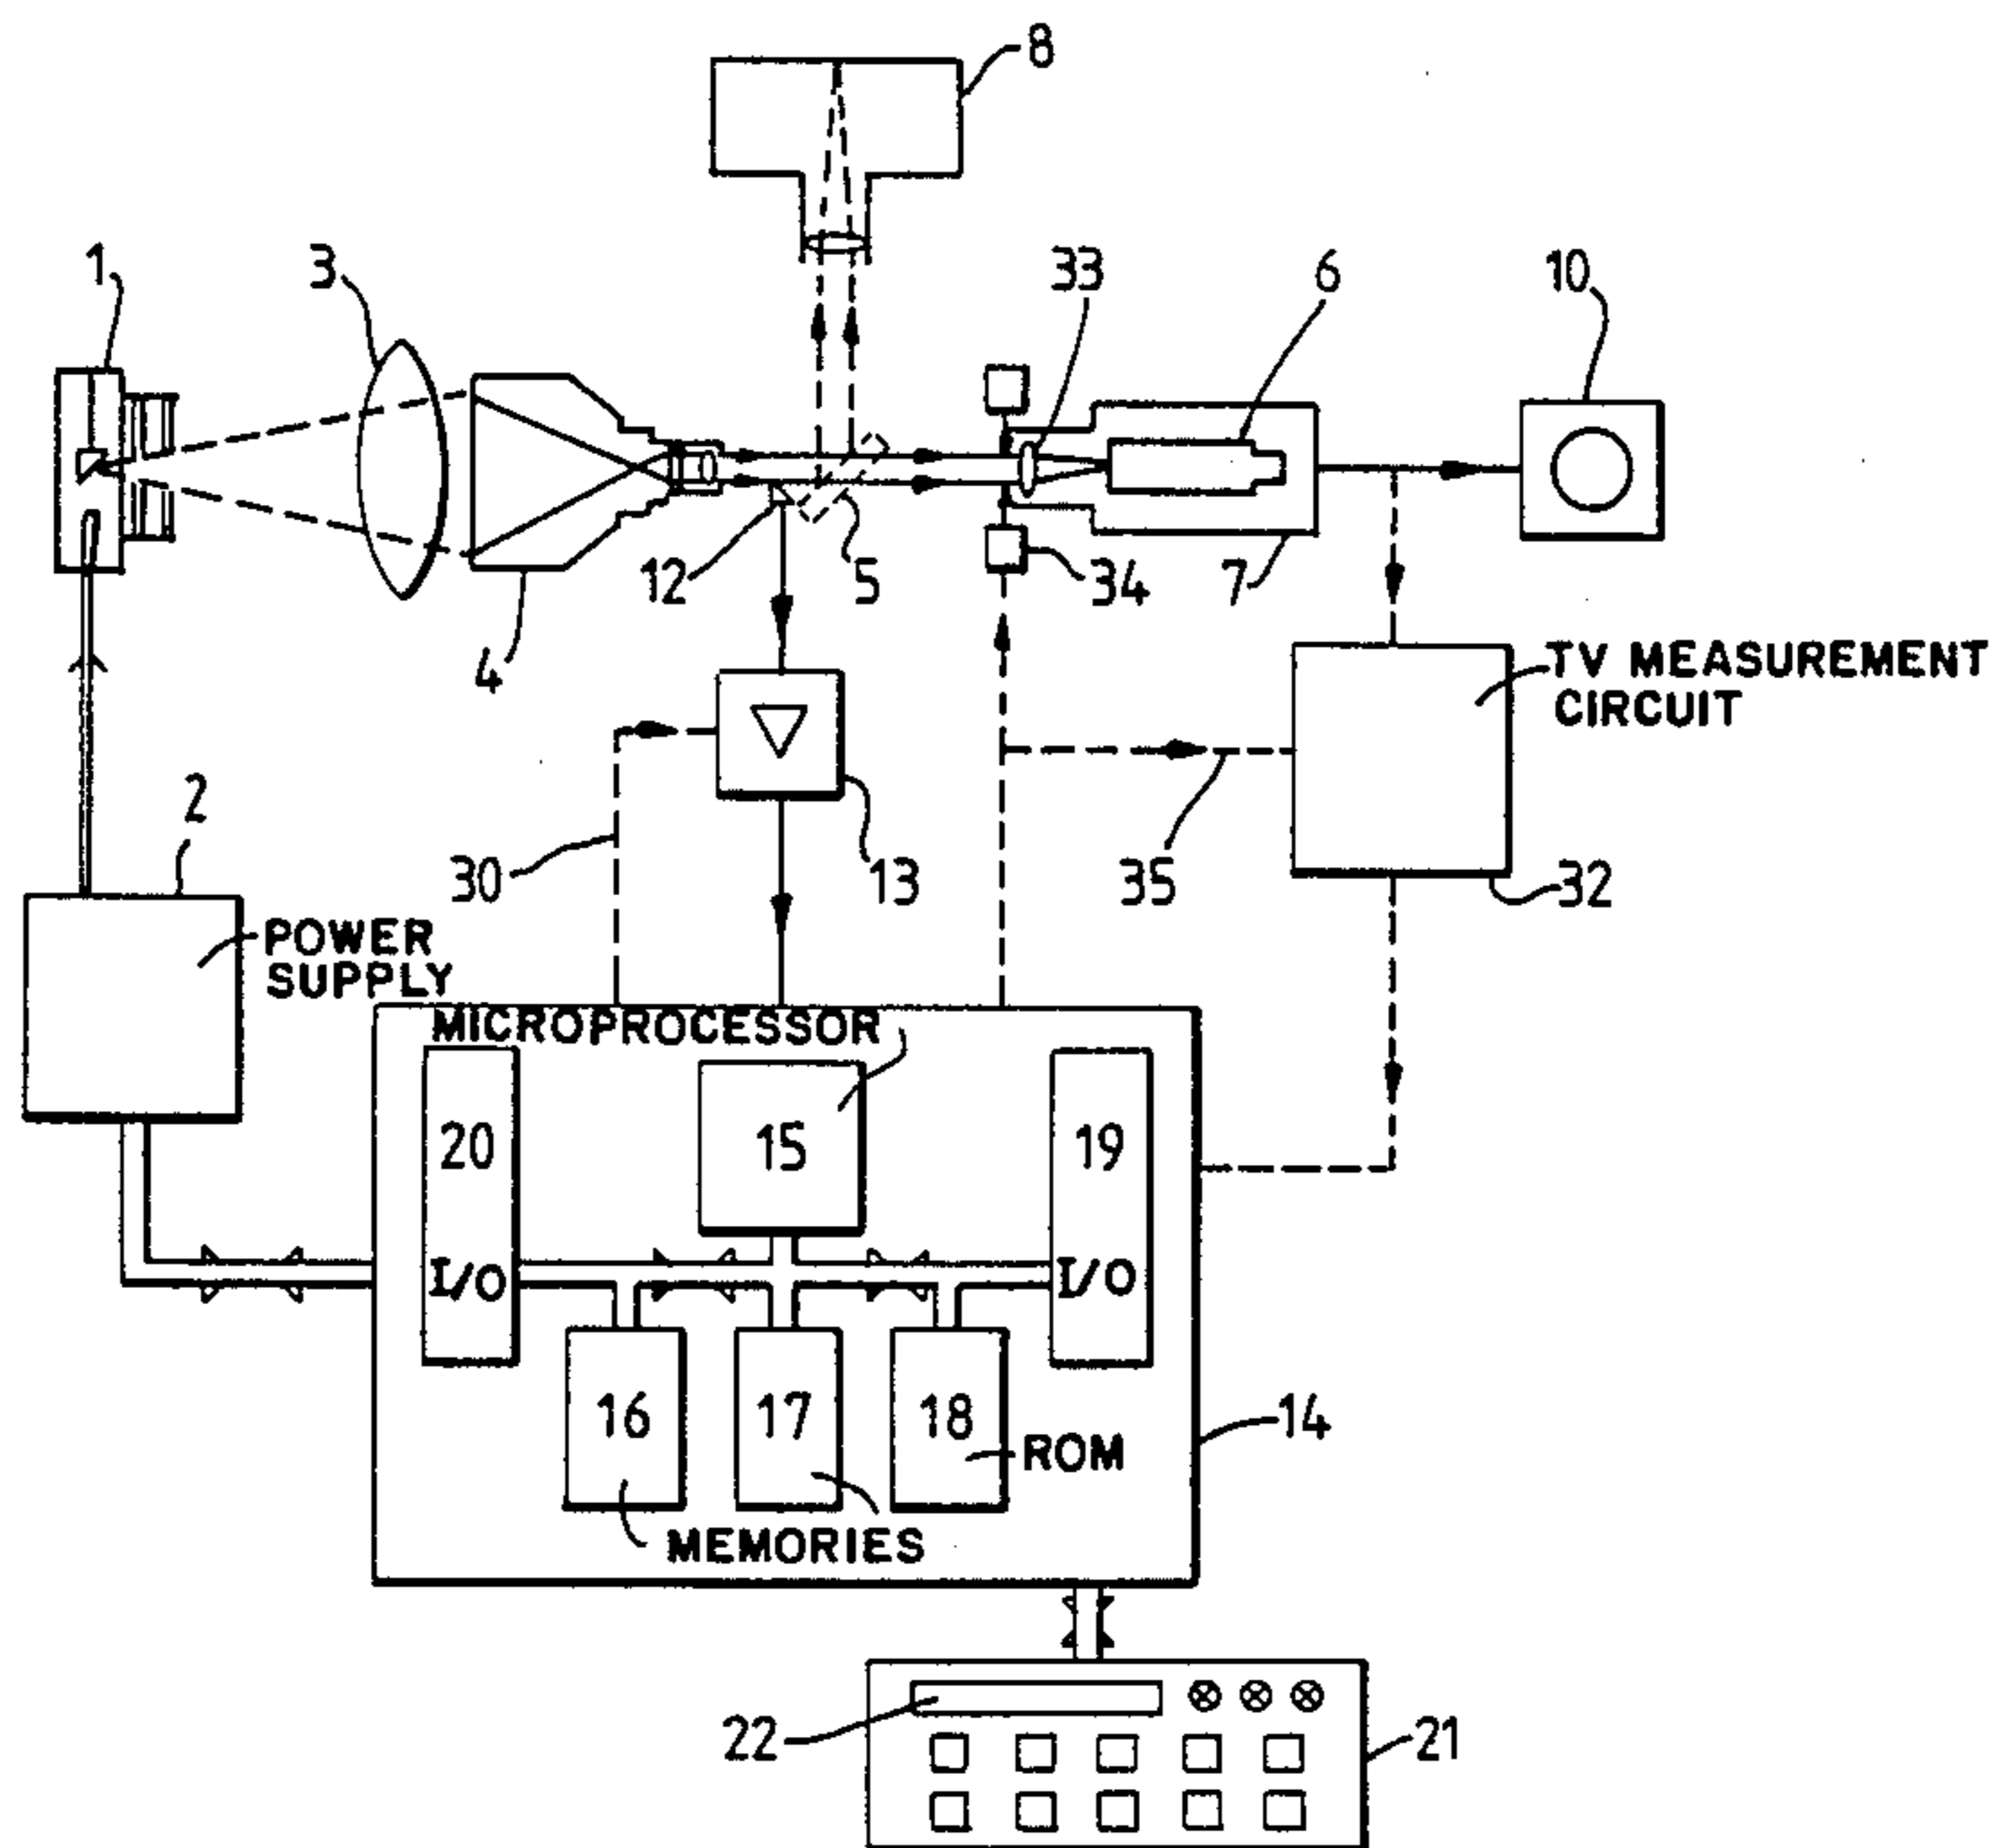 8
1
3
33
6
10
12
5
34
7
4
TV MEASUREMENT
CIRCUIT
2
30
13
35
32
POWER
SUPPLY
MICROPROCESSOR
20
15
19
I/O
I/O
16
17
18
14
ROM
MEMORIES
22
21